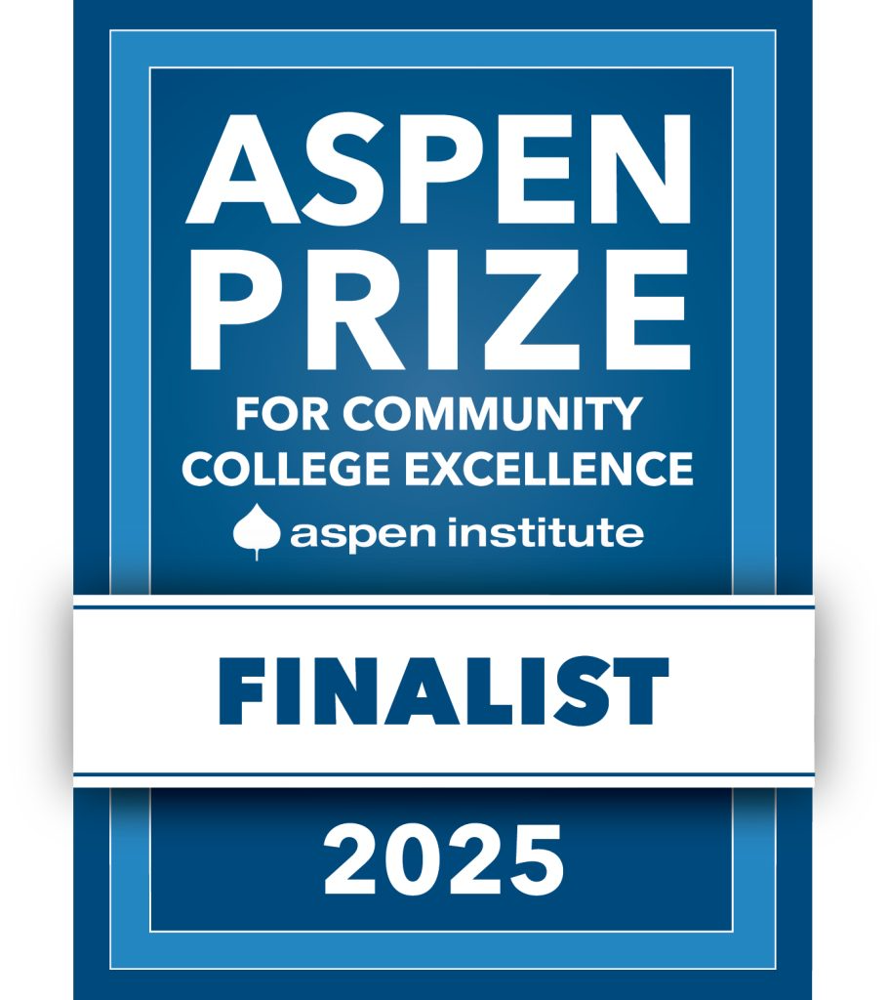 ASPEN
PRIZE
FOR COMMUNITY
COLLEGE EXCELLENCE
aspen institute
FINALIST
2025